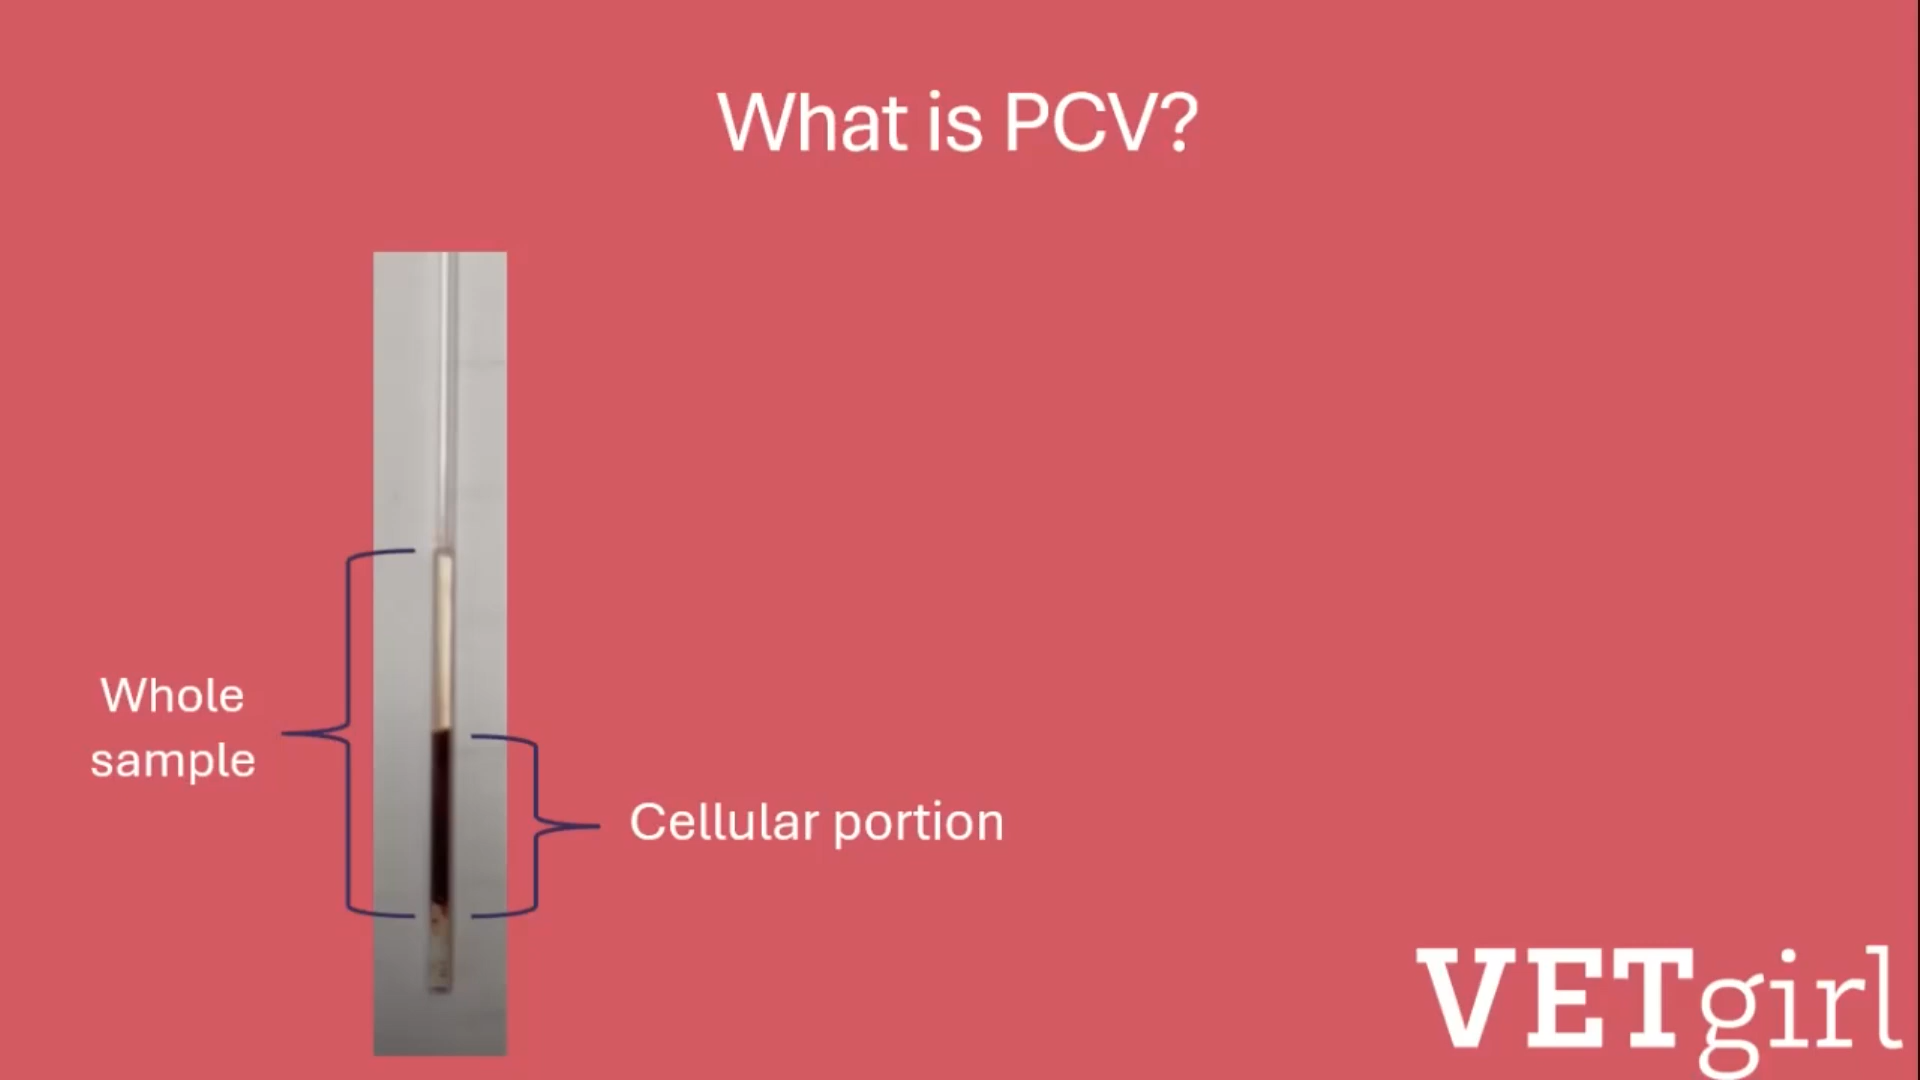 What is PCV?
Whole
sample
Cellular portion
VETgirl